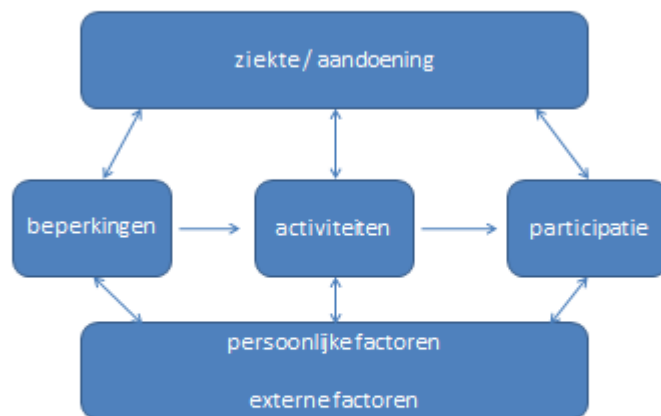 ziekte / aandoening
beperkingen
activiteiten
participatie
persoonlijke factoren
externe factoren